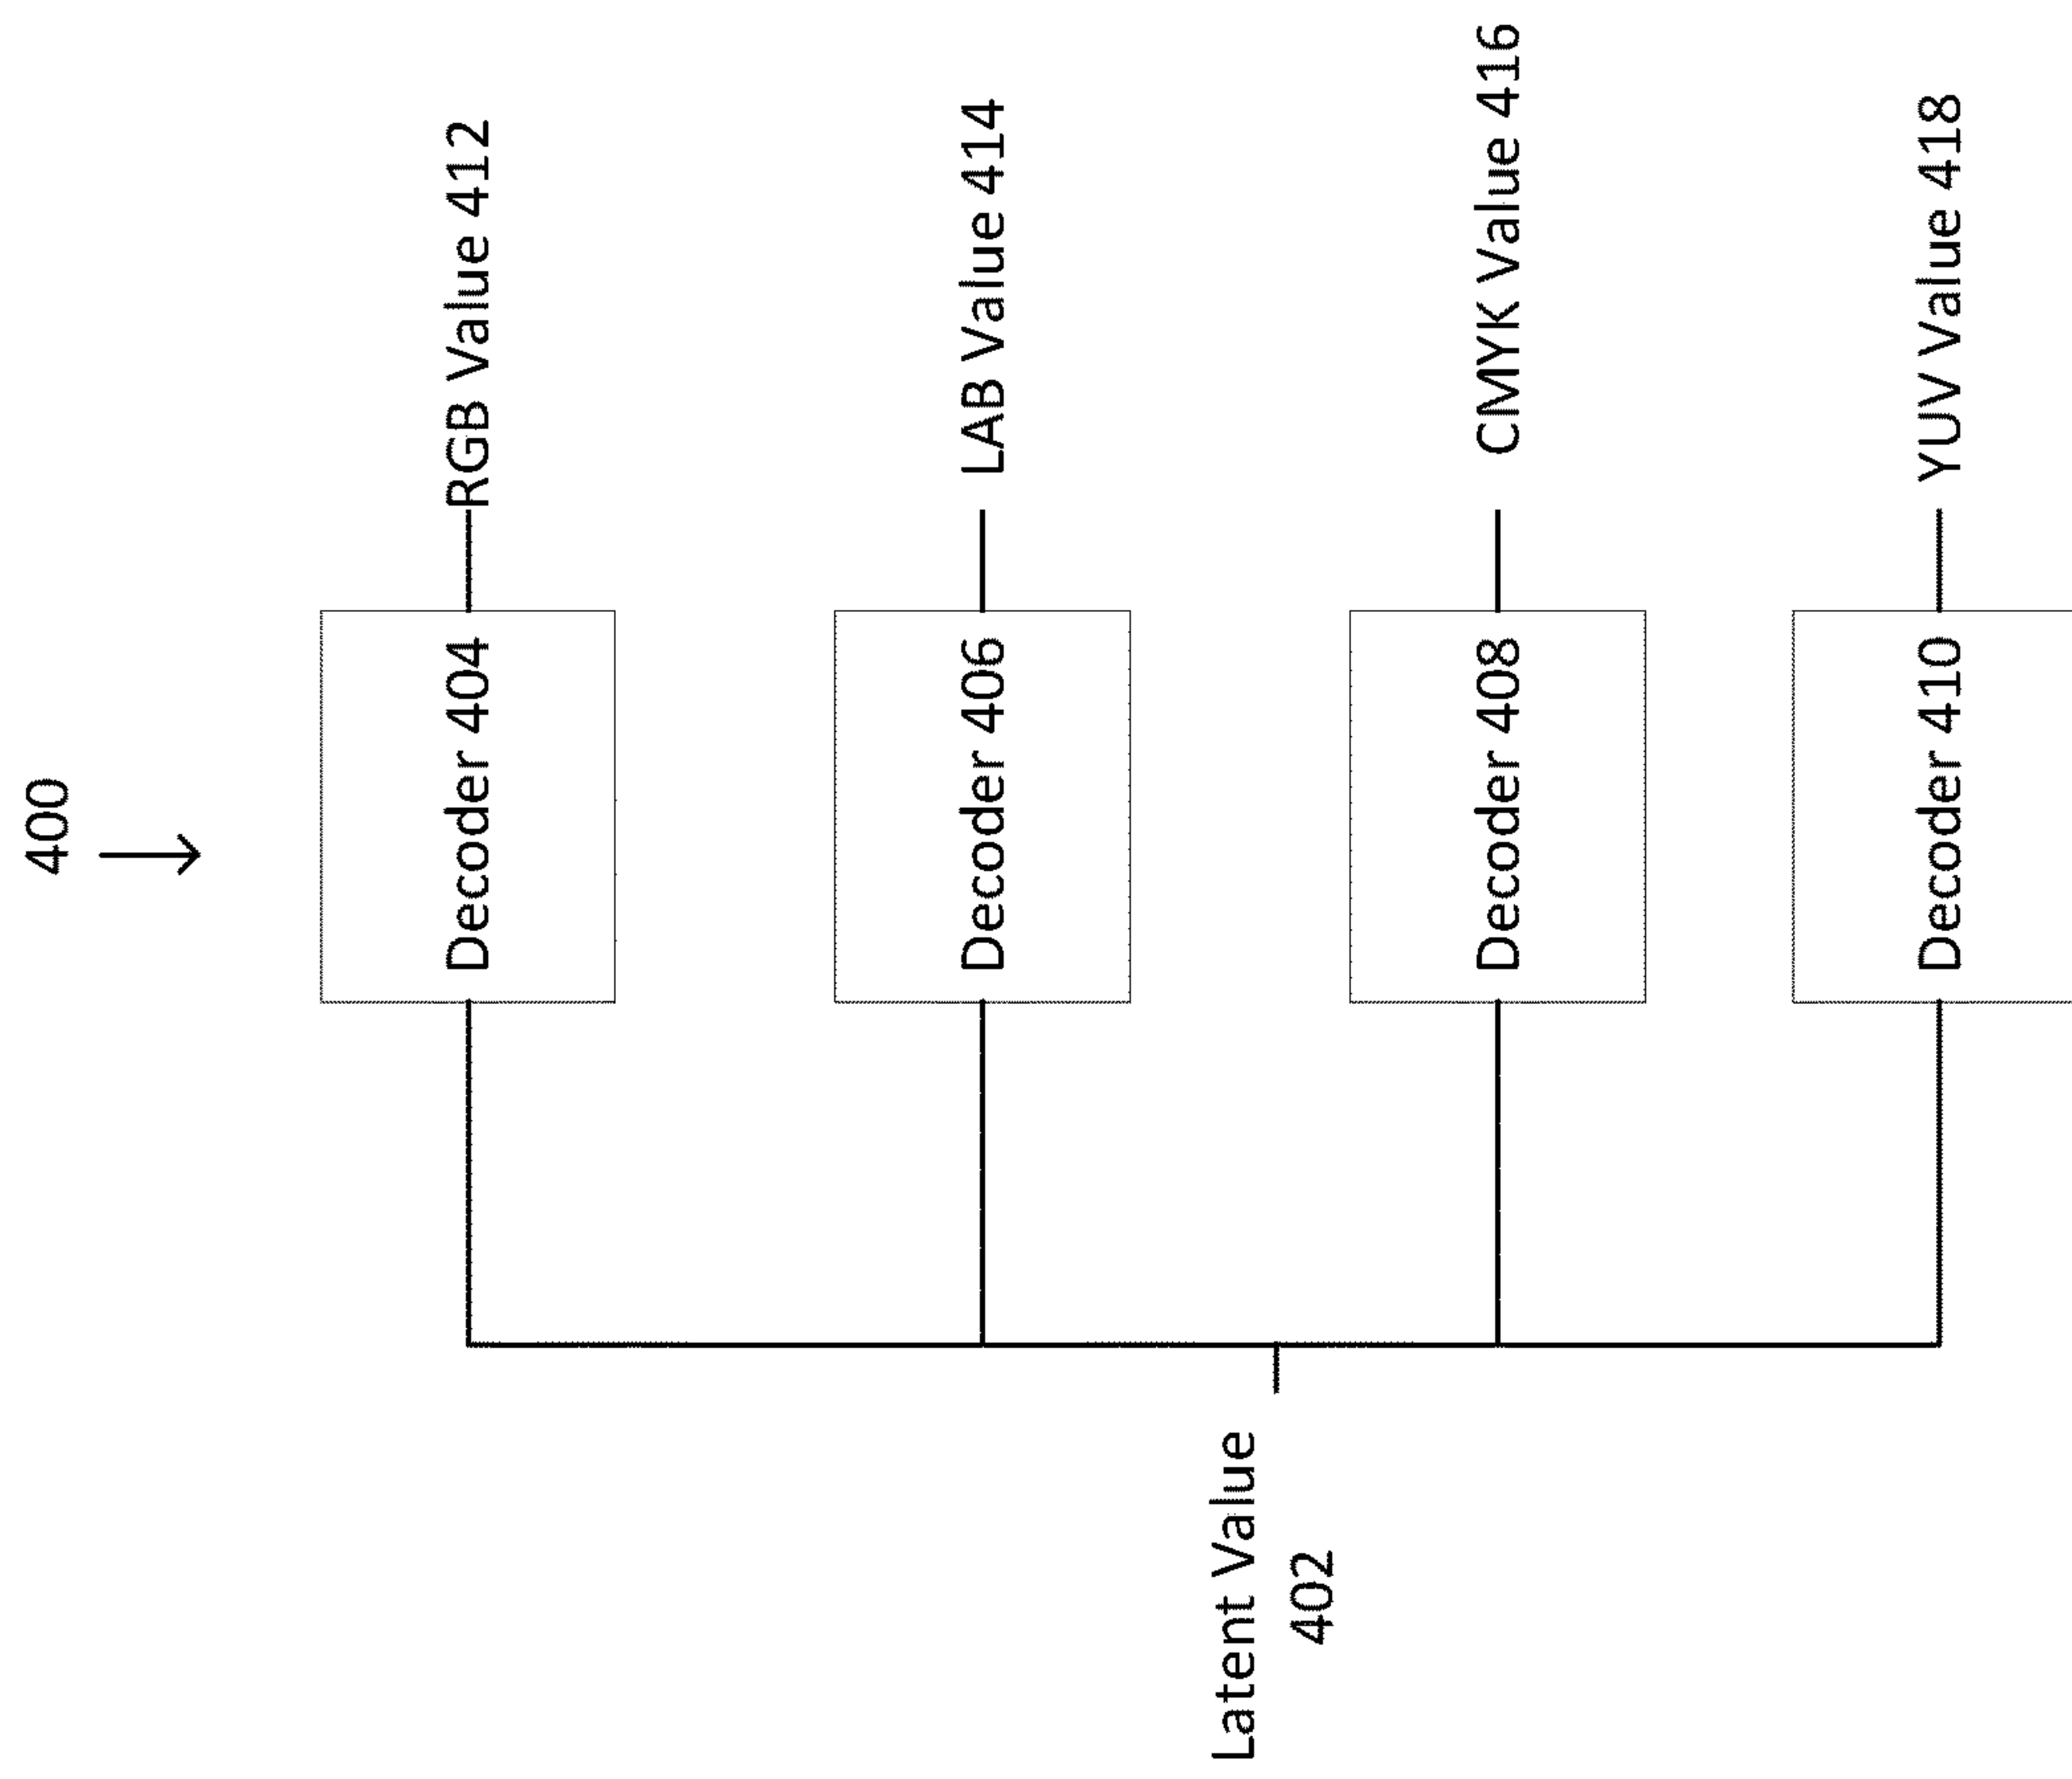 400
Decoder 404
RGB Value 412
Decoder 406
LAB Value 414
Latent Value
402
Decoder 408
CMYK Value 416
Decoder 410
YUV Value 418